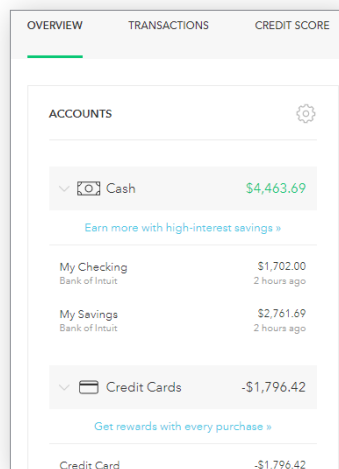 OVERVIEW TRANSACTIONS CREDIT SCORE
ACCOUNTS
Cash $4,463.69
Earn more with high-interest savings »
My Checking $1,702.00
Bank of Intuit 2 hours ago
My Savings $2,761.69
Bank of Intuit 2 hours ago
Credit Cards -$1,796.42
Get rewards with every purchase »
Credit Card -$1,796.42